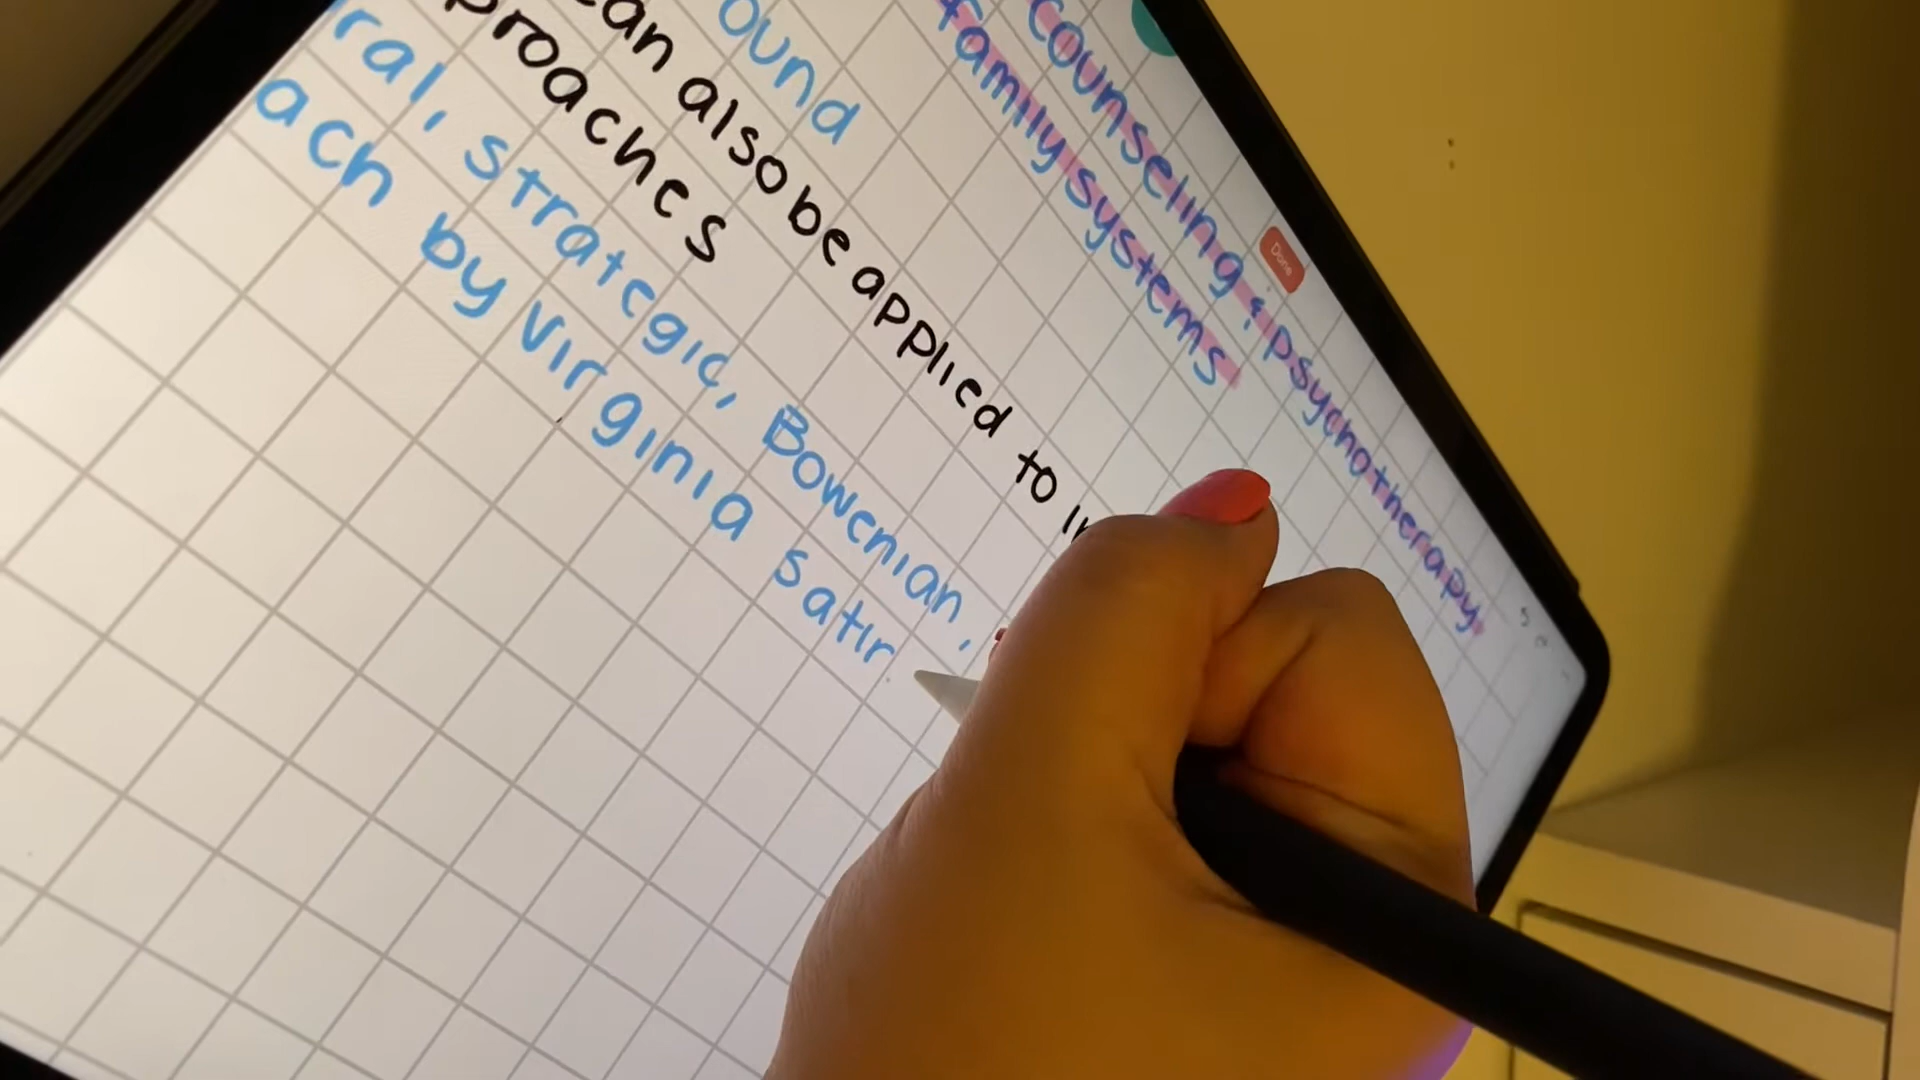 Done
counseling & psychotherapy
family systems
ound
can also be applied to in
proaches
ral, strategic, Bowenian,
ach by Virginia satir